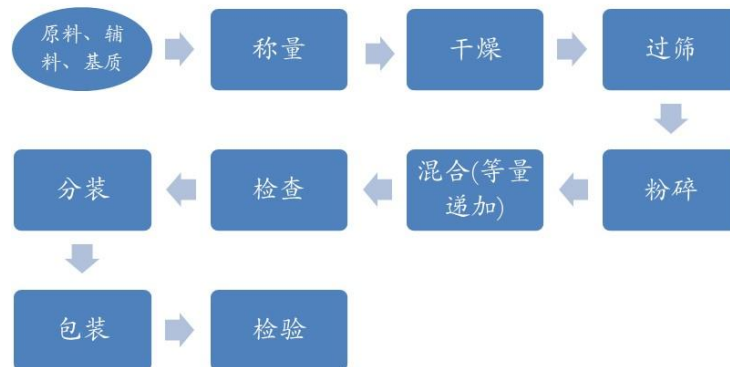 原料、辅
料、基质
称量
干燥
过筛
粉碎
混合(等量
递加)
检查
分装
包装
检验